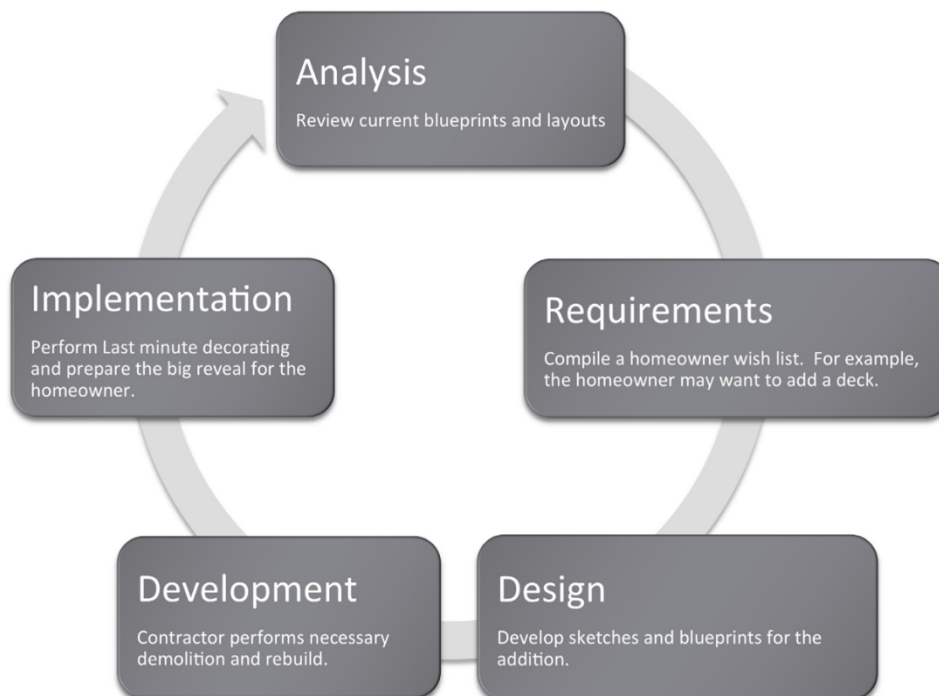 Analysis
Review current blueprints and layouts
Requirements
Compile a homeowner wish list.  For example,
the homeowner may want to add a deck.
Design
Develop sketches and blueprints for the
addition.
Development
Contractor performs necessary
demolition and rebuild.
Implementation
Perform Last minute decorating
and prepare the big reveal for the
homeowner.